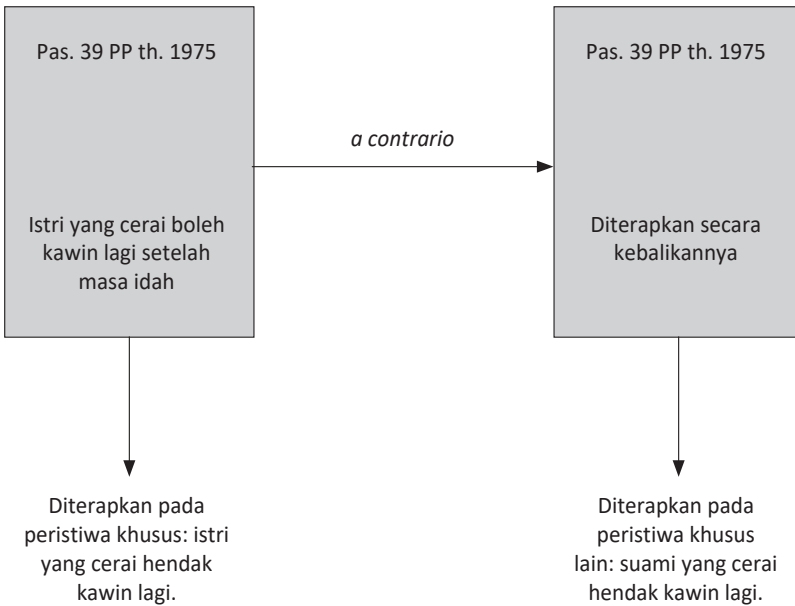 Pas. 39 PP th. 1975
Istri yang cerai boleh
kawin lagi setelah
masa idah
a contrario
Pas. 39 PP th. 1975
Diterapkan secara
kebalikannya
Diterapkan pada
peristiwa khusus: istri
yang cerai hendak
kawin lagi.
Diterapkan pada
peristiwa khusus
lain: suami yang cerai
hendak kawin lagi.